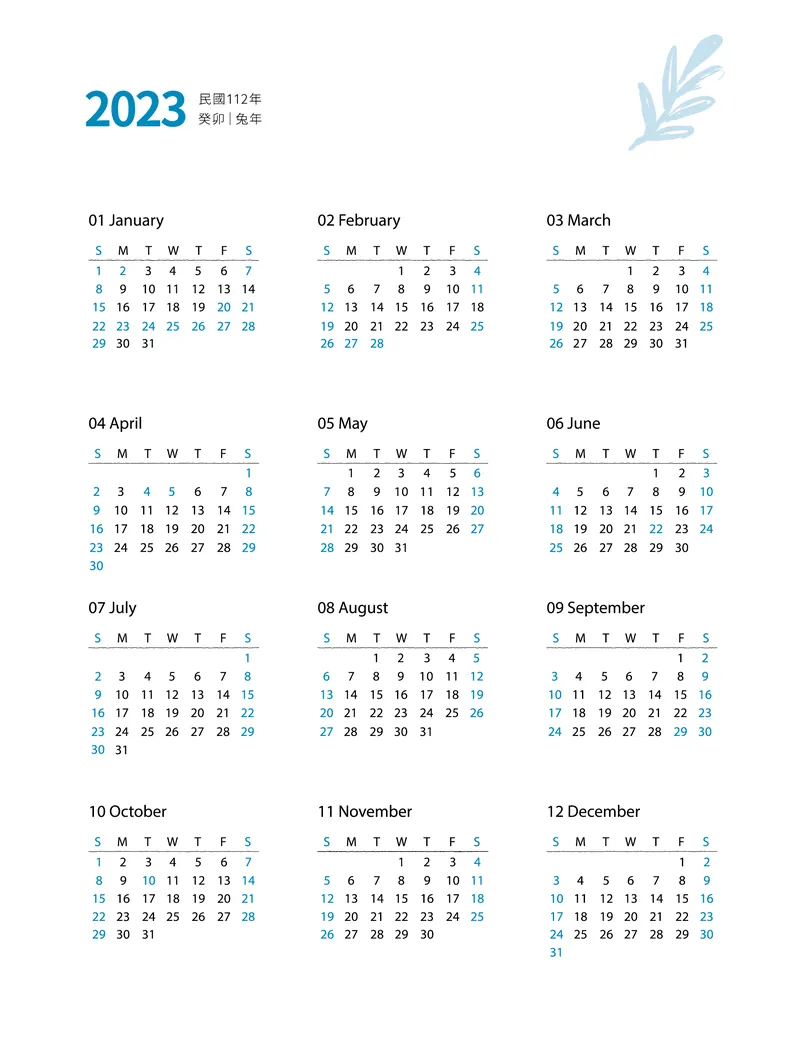 2023
民國112年
癸卯｜兔年
01 January
S M T W T F S
1 2 3 4 5 6 7
8 9 10 11 12 13 14
15 16 17 18 19 20 21
22 23 24 25 26 27 28
29 30 31
02 February
S M T W T F S
1 2 3 4
5 6 7 8 9 10 11
12 13 14 15 16 17 18
19 20 21 22 23 24 25
26 27 28
03 March
S M T W T F S
1 2 3 4
5 6 7 8 9 10 11
12 13 14 15 16 17 18
19 20 21 22 23 24 25
26 27 28 29 30 31
04 April
S M T W T F S
1
2 3 4 5 6 7 8
9 10 11 12 13 14 15
16 17 18 19 20 21 22
23 24 25 26 27 28 29
30
05 May
S M T W T F S
1 2 3 4 5 6
7 8 9 10 11 12 13
14 15 16 17 18 19 20
21 22 23 24 25 26 27
28 29 30 31
06 June
S M T W T F S
1 2 3
4 5 6 7 8 9 10
11 12 13 14 15 16 17
18 19 20 21 22 23 24
25 26 27 28 29 30
07 July
S M T W T F S
1
2 3 4 5 6 7 8
9 10 11 12 13 14 15
16 17 18 19 20 21 22
23 24 25 26 27 28 29
30 31
08 August
S M T W T F S
1 2 3 4 5
6 7 8 9 10 11 12
13 14 15 16 17 18 19
20 21 22 23 24 25 26
27 28 29 30 31
09 September
S M T W T F S
1 2
3 4 5 6 7 8 9
10 11 12 13 14 15 16
17 18 19 20 21 22 23
24 25 26 27 28 29 30
10 October
S M T W T F S
1 2 3 4 5 6 7
8 9 10 11 12 13 14
15 16 17 18 19 20 21
22 23 24 25 26 27 28
29 30 31
11 November
S M T W T F S
1 2 3 4
5 6 7 8 9 10 11
12 13 14 15 16 17 18
19 20 21 22 23 24 25
26 27 28 29 30
12 December
S M T W T F S
1 2
3 4 5 6 7 8 9
10 11 12 13 14 15 16
17 18 19 20 21 22 23
24 25 26 27 28 29 30
31